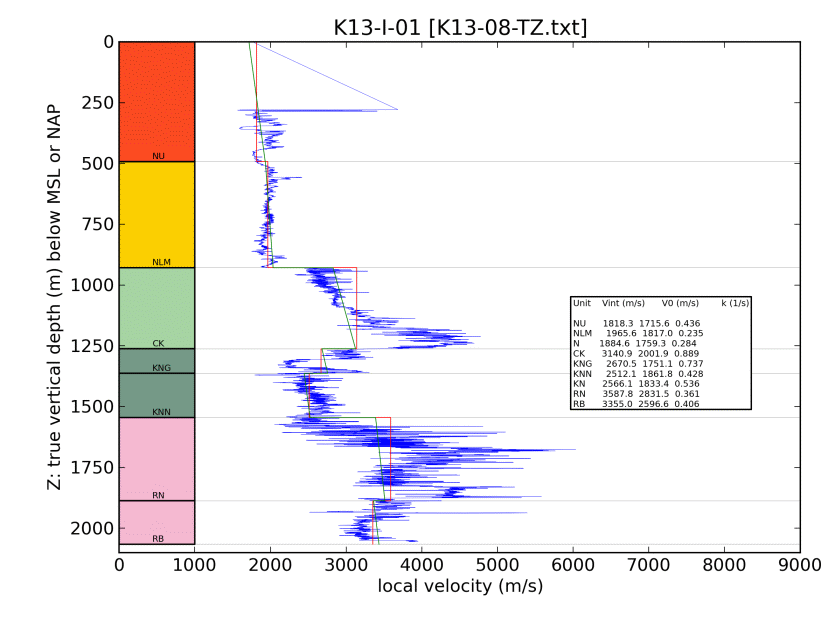 K13-I-01 [K13-08-TZ.txt]
Z: true vertical depth (m) below MSL or NAP
0
250
500
750
1000
1250
1500
1750
2000
NU
NLM
CK
KNG
KNN
RN
RB
Unit Vint (m/s) V0 (m/s) k (1/s)
NU 1818.3 1715.6 0.436
NLM 1965.6 1817.0 0.235
N 1884.6 1759.3 0.284
CK 3140.9 2001.9 0.889
KNG 2670.5 1751.1 0.737
KNN 2512.1 1861.8 0.428
KN 2566.1 1833.4 0.536
RN 3587.8 2831.5 0.361
RB 3355.0 2596.6 0.406
0 1000 2000 3000 4000 5000 6000 7000 8000 9000
local velocity (m/s)